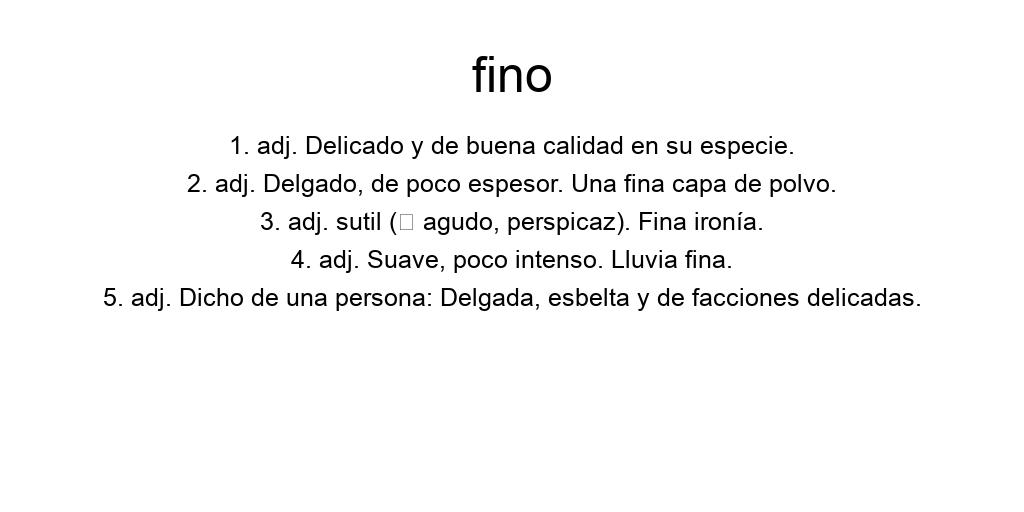 fino
1. adj. Delicado y de buena calidad en su especie.
2. adj. Delgado, de poco espesor. Una fina capa de polvo.
3. adj. sutil (□ agudo, perspicaz). Fina ironía.
4. adj. Suave, poco intenso. Lluvia fina.
5. adj. Dicho de una persona: Delgada, esbelta y de facciones delicadas.